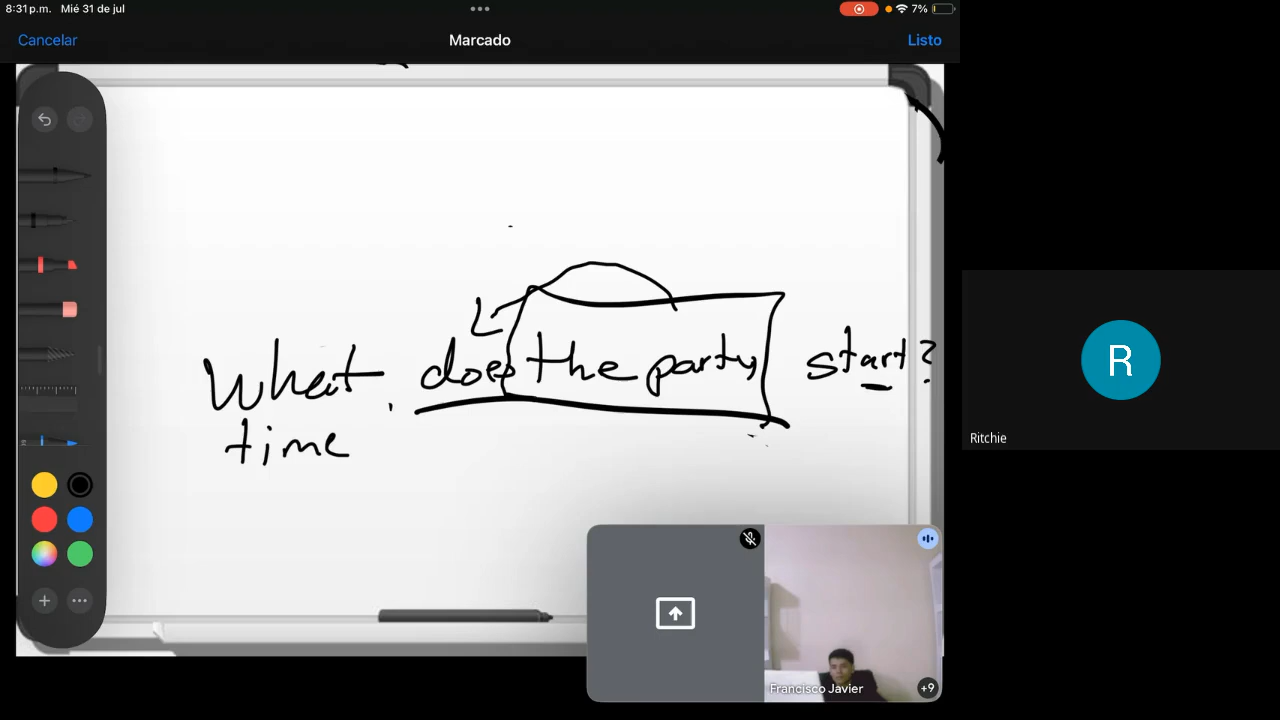 8:31 p.m. Mié 31 de jul
7%
Cancelar
Marcado
Listo
What does the party start?
time
R
Ritchie
Francisco Javier
+9